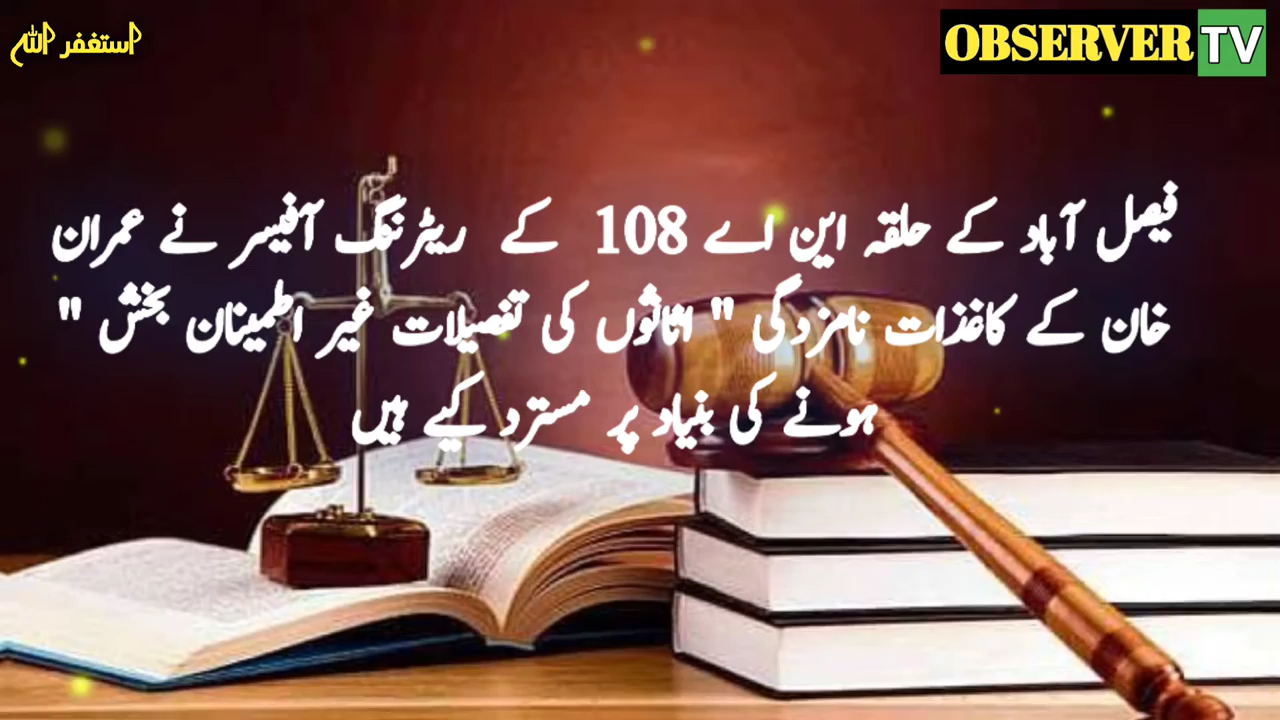 استغفر اللہ
OBSERVER TV
فیصل آباد کے حلقہ این اے 108 کے ریٹرننگ آفیسر نے عمران
خان کے کاغذات نامزدگی " اثاثوں کی تفصیلات غیر اطمینان بخش "
ہونے کی بنیاد پر مسترد کیے ہیں